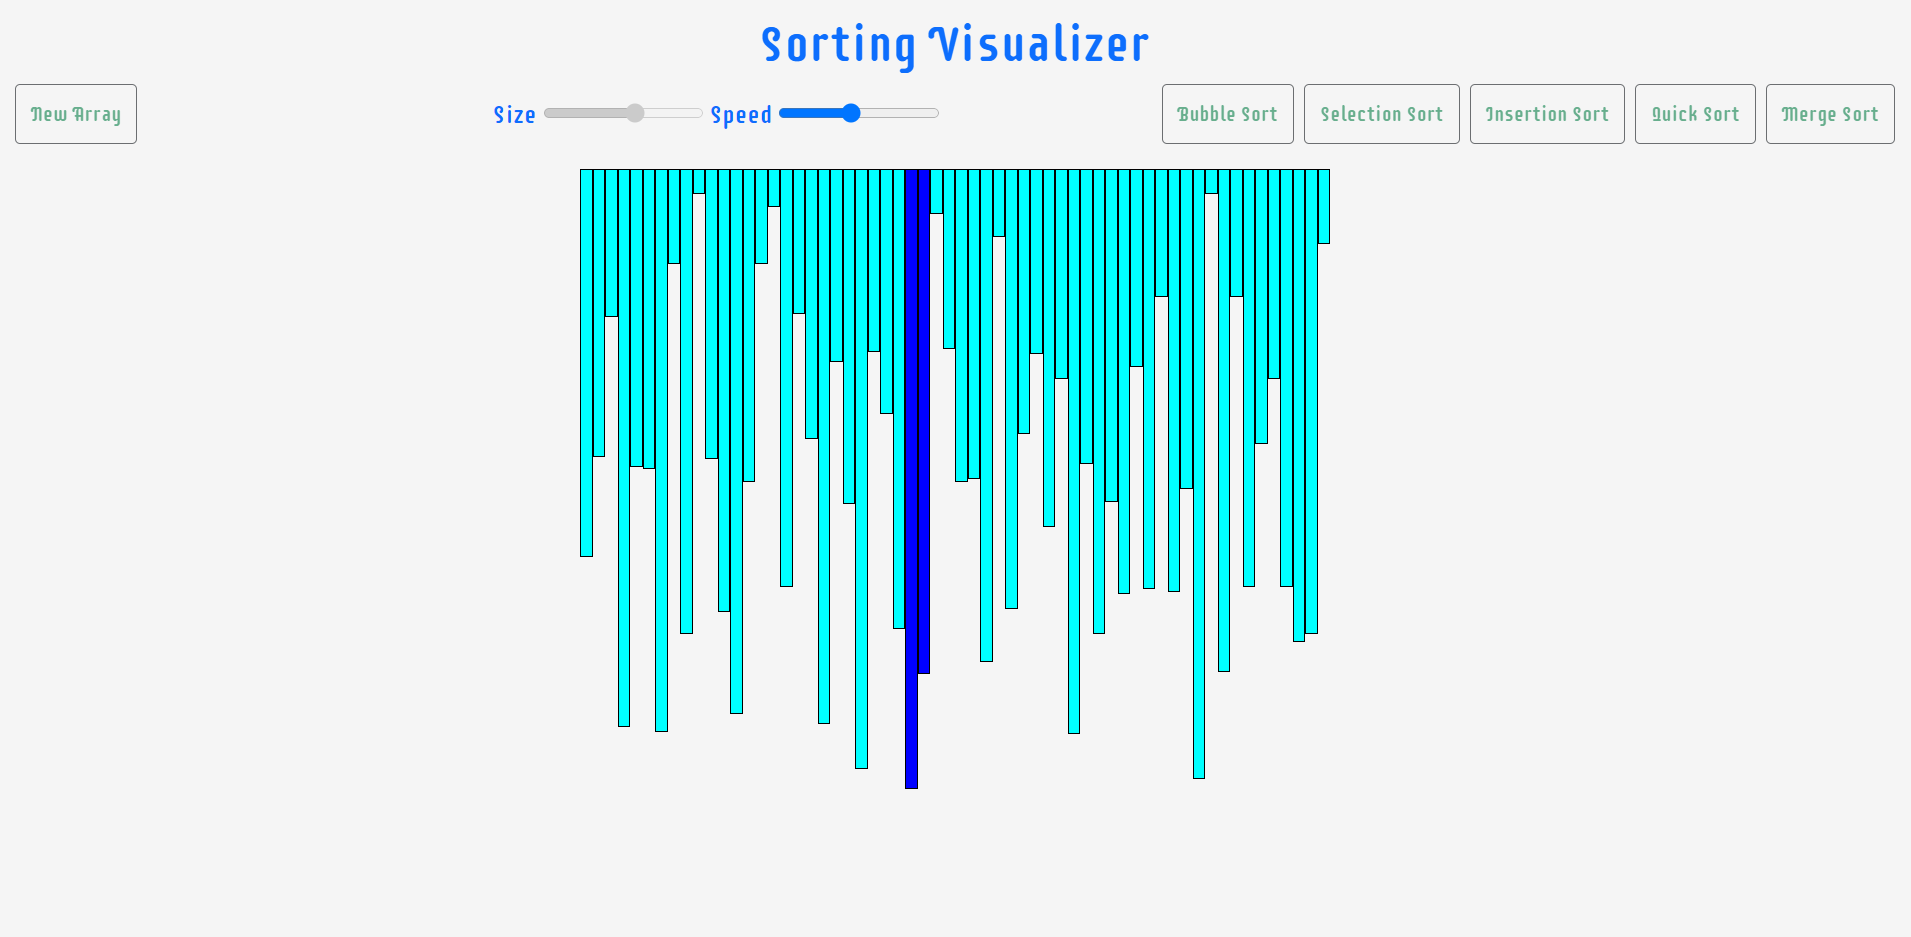 Sorting Visualizer
New Array
Size
Speed
Bubble Sort
Selection Sort
Insertion Sort
Quick Sort
Merge Sort